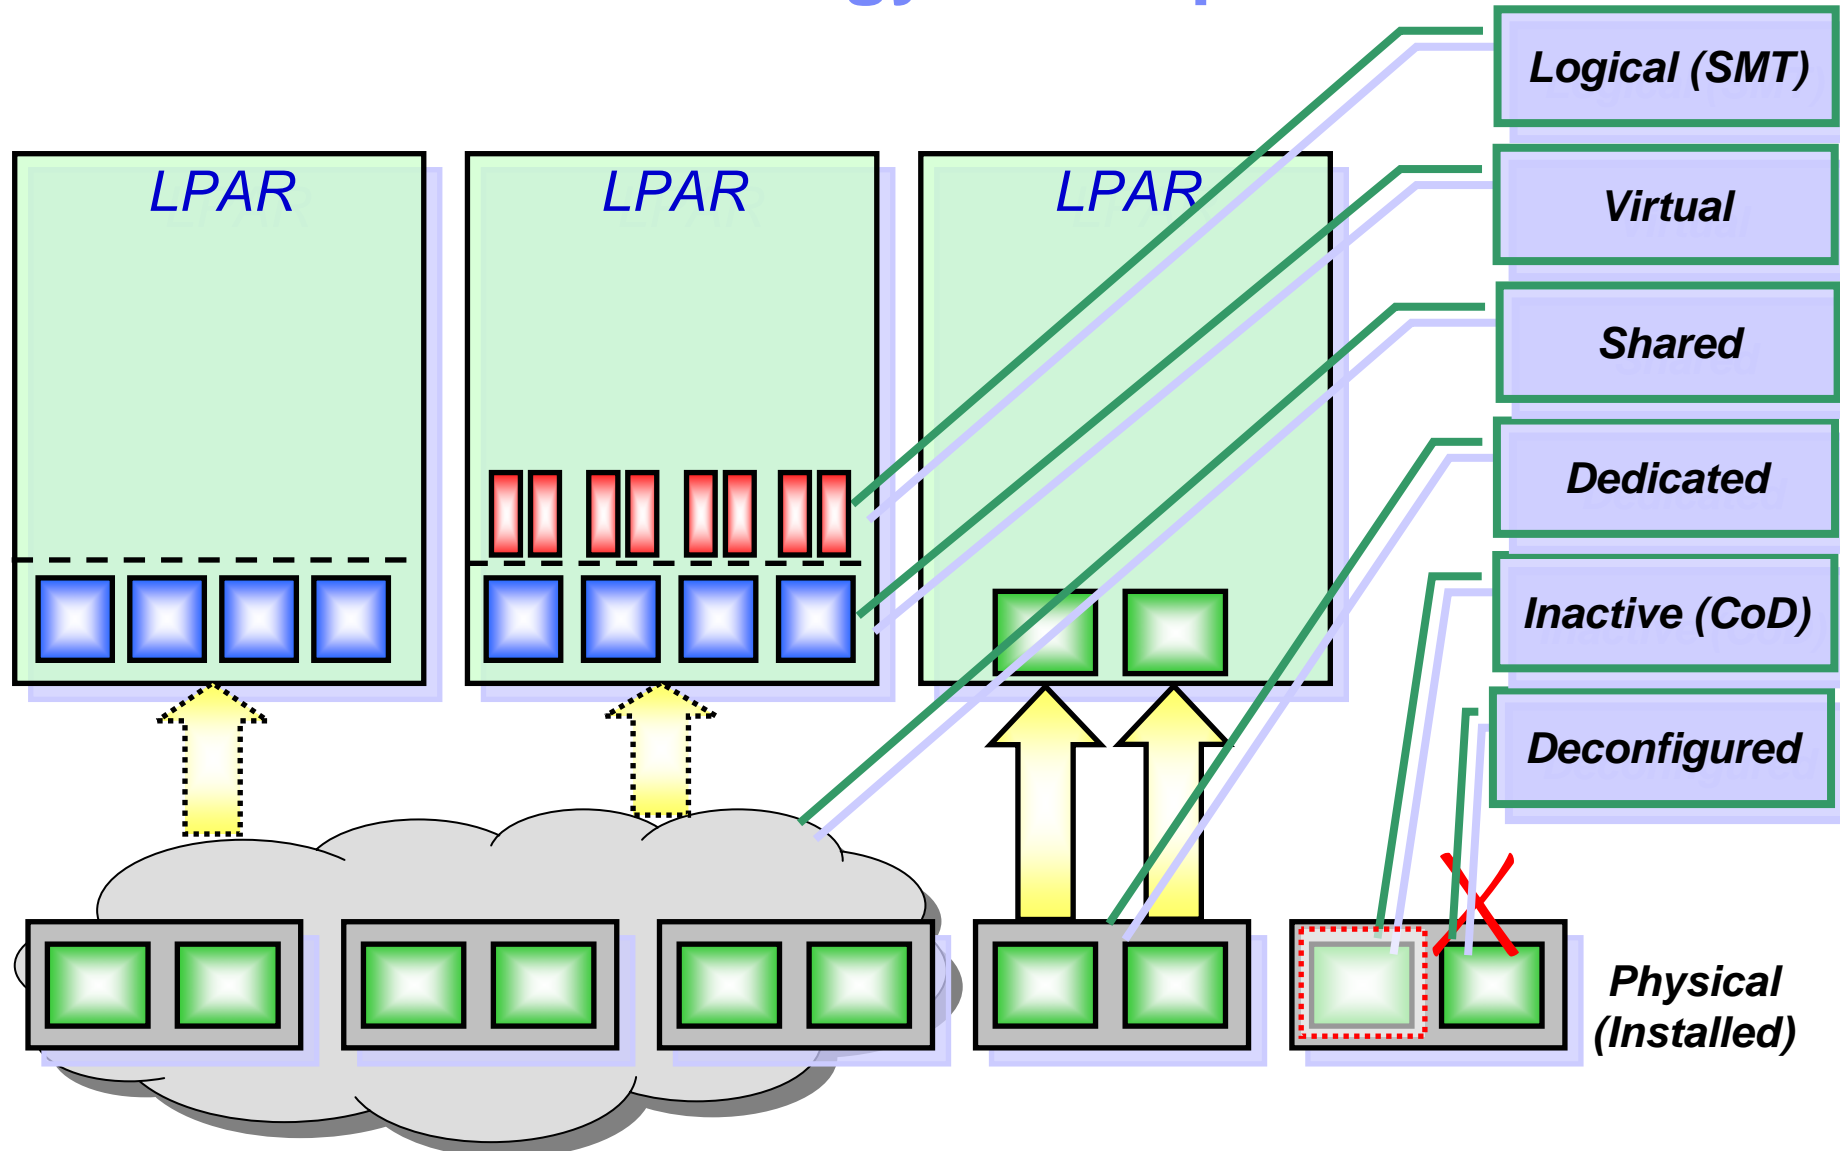 LPAR
LPAR
LPAR
Logical (SMT)
Virtual
Shared
Dedicated
Inactive (CoD)
Deconfigured
Physical
(Installed)